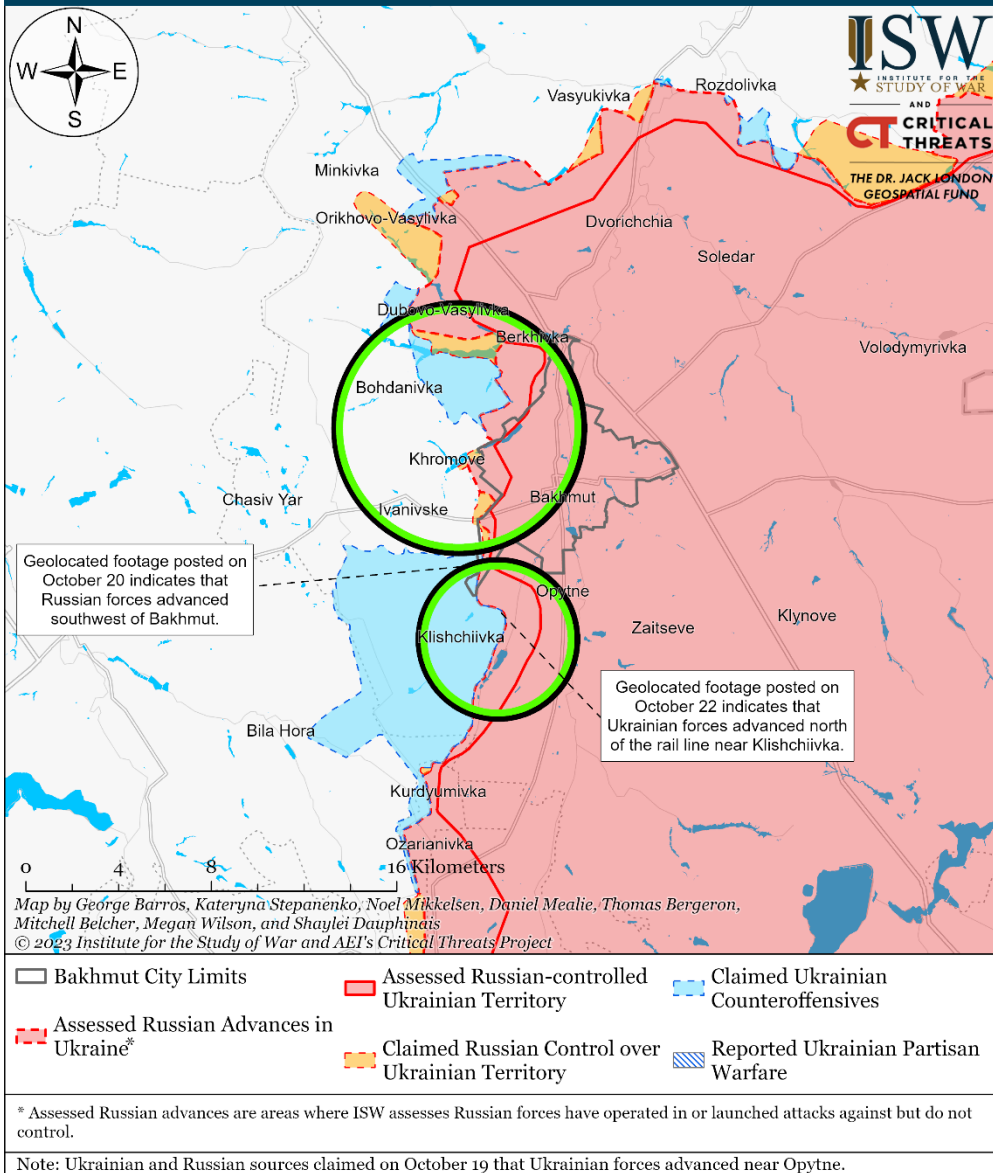 N
W E
S
ISW
INSTITUTE FOR THE
STUDY OF WAR
AND
CT CRITICAL
THREATS
THE DR. JACK LONDON
GEOSPATIAL FUND
Vasyukivka
Rozdolivka
Minkivka
Orikhovo-Vasylivka
Dvorichchia
Soledar
Dubovo-Vasylivka
Berkhivka
Volodymyrivka
Bohdanivka
Khromove
Chasiv Yar
Bakhmut
Ivanivske
Geolocated footage posted on
October 20 indicates that
Russian forces advanced
southwest of Bakhmut.
Opytne
Klishchiivka
Zaitseve
Klynove
Geolocated footage posted on
October 22 indicates that
Ukrainian forces advanced north
of the rail line near Klishchiivka.
Bila Hora
Kurdyumivka
Ozarianivka
0 4 8 16 Kilometers
Map by George Barros, Kateryna Stepanenko, Noel Mikkelsen, Daniel Mealie, Thomas Bergeron,
Mitchell Belcher, Megan Wilson, and Shaylei Dauphinais
© 2023 Institute for the Study of War and AEI's Critical Threats Project
Bakhmut City Limits
Assessed Russian Advances in
Ukraine*
Assessed Russian-controlled
Ukrainian Territory
Claimed Russian Control over
Ukrainian Territory
Claimed Ukrainian
Counteroffensives
Reported Ukrainian Partisan
Warfare
* Assessed Russian advances are areas where ISW assesses Russian forces have operated in or launched attacks against but do not
control.
Note: Ukrainian and Russian sources claimed on October 19 that Ukrainian forces advanced near Opytne.